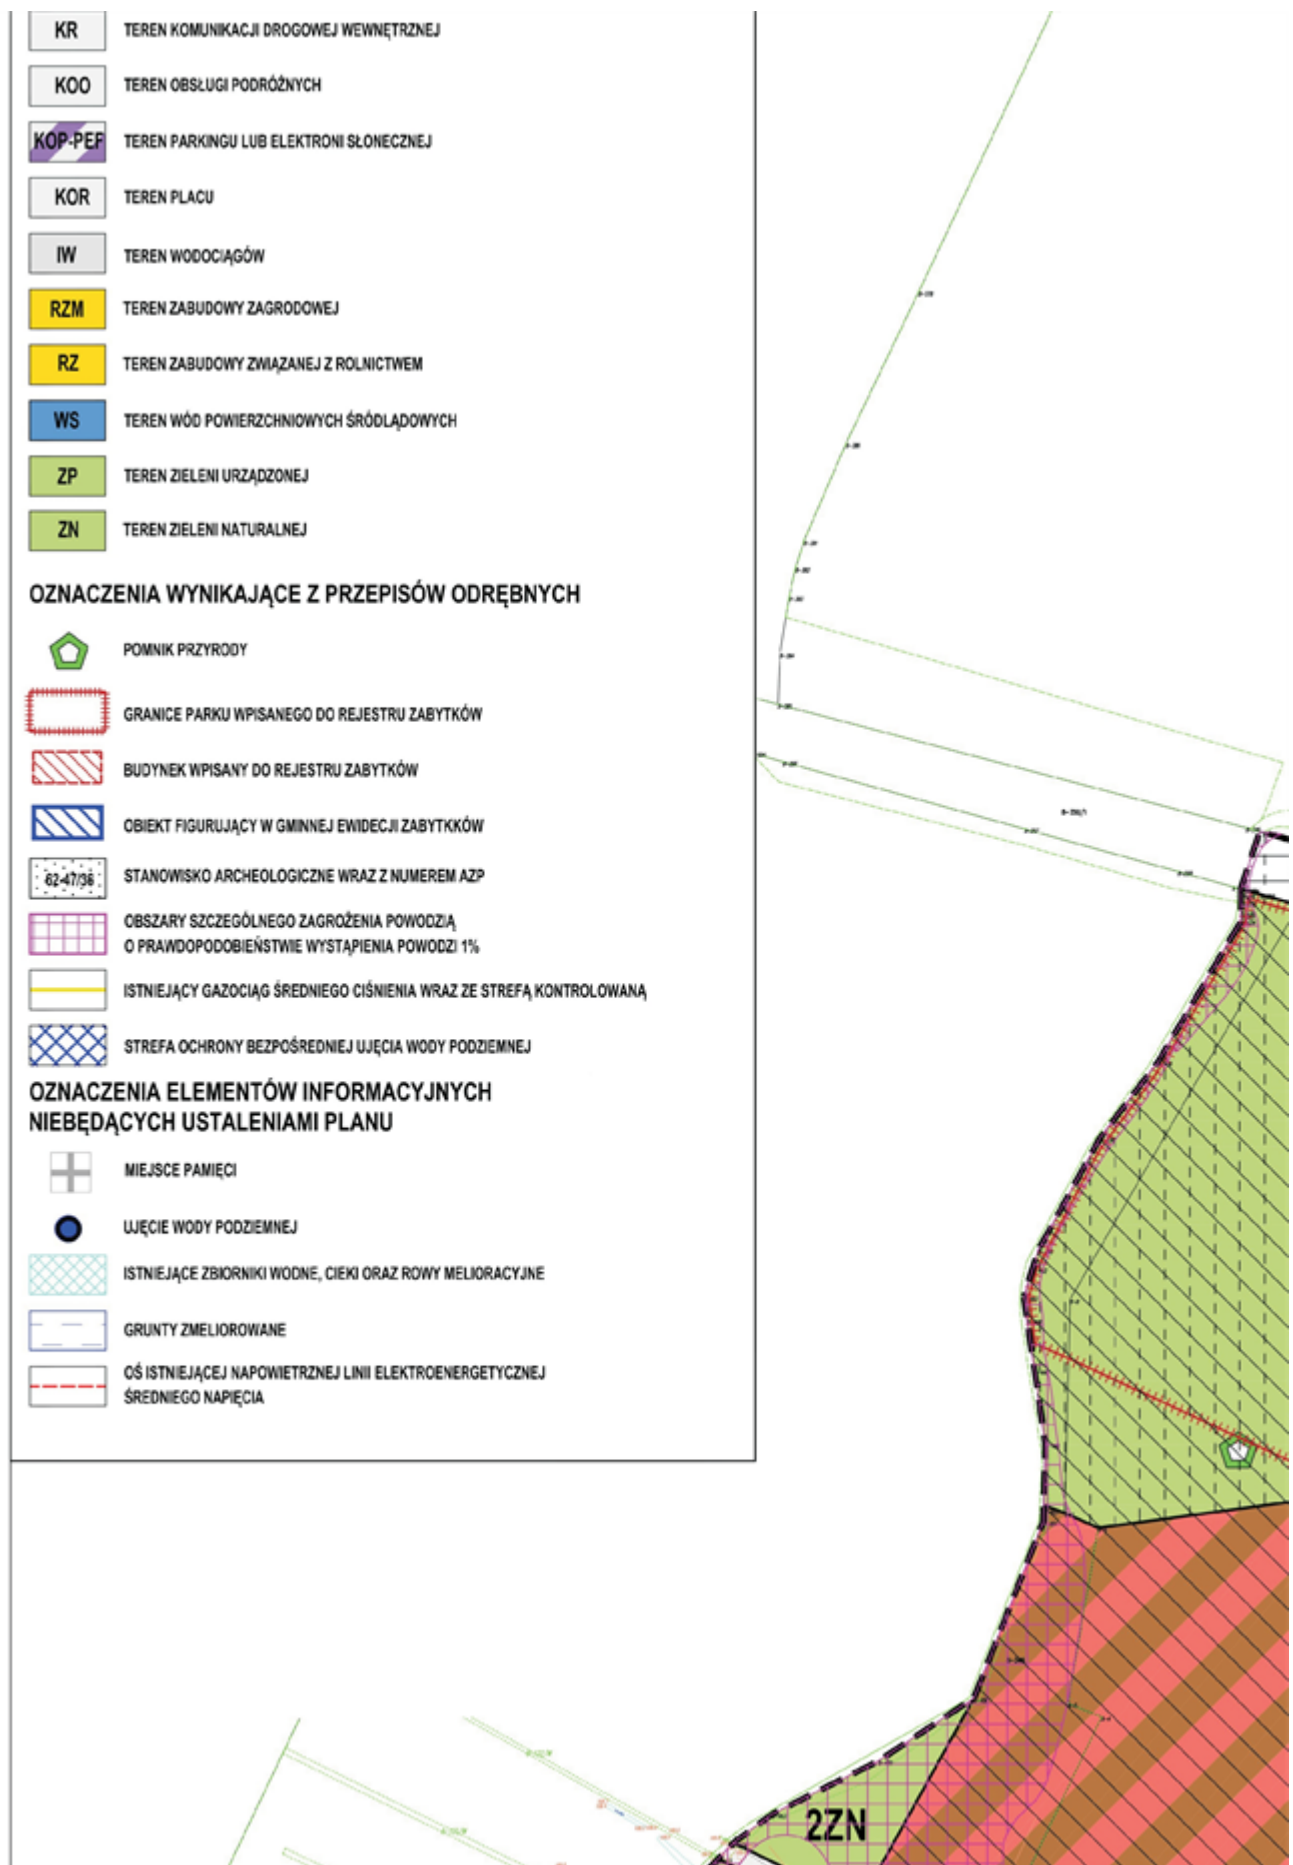 KR TEREN KOMUNIKACJI DROGOWEJ WEWNĘTRZNEJ
KOO TEREN OBSŁUGI PODRÓŻNYCH
KOP-PEF TEREN PARKINGU LUB ELEKTRONI SŁONECZNEJ
KOR TEREN PLACU
IW TEREN WODOCIĄGÓW
RZM TEREN ZABUDOWY ZAGRODOWEJ
RZ TEREN ZABUDOWY ZWIĄZANEJ Z ROLNICTWEM
WS TEREN WÓD POWIERZCHNIOWYCH ŚRÓDLĄDOWYCH
ZP TEREN ZIELENI URZĄDZONEJ
ZN TEREN ZIELENI NATURALNEJ
OZNACZENIA WYNIKAJĄCE Z PRZEPISÓW ODRĘBNYCH
POMNIK PRZYRODY
GRANICE PARKU WPISANEGO DO REJESTRU ZABYTKÓW
BUDYNEK WPISANY DO REJESTRU ZABYTKÓW
OBIEKT FIGURUJĄCY W GMINNEJ EWIDECJI ZABYTKKÓW
62-47/36 STANOWISKO ARCHEOLOGICZNE WRAZ Z NUMEREM AZP
OBSZARY SZCZEGÓLNEGO ZAGROŻENIA POWODZIĄ
O PRAWDOPODOBIEŃSTWIE WYSTĄPIENIA POWODZI 1%
ISTNIEJĄCY GAZOCIĄG ŚREDNIEGO CIŚNIENIA WRAZ ZE STREFĄ KONTROLOWANĄ
STREFA OCHRONY BEZPOŚREDNIEJ UJĘCIA WODY PODZIEMNEJ
OZNACZENIA ELEMENTÓW INFORMACYJNYCH
NIEBĘDĄCYCH USTALENIAMI PLANU
MIEJSCE PAMIĘCI
UJĘCIE WODY PODZIEMNEJ
ISTNIEJĄCE ZBIORNIKI WODNE, CIEKI ORAZ ROWY MELIORACYJNE
GRUNTY ZMELIOROWANE
OŚ ISTNIEJĄCEJ NAPOWIETRZNEJ LINII ELEKTROENERGETYCZNEJ
ŚREDNIEGO NAPIĘCIA
2ZN